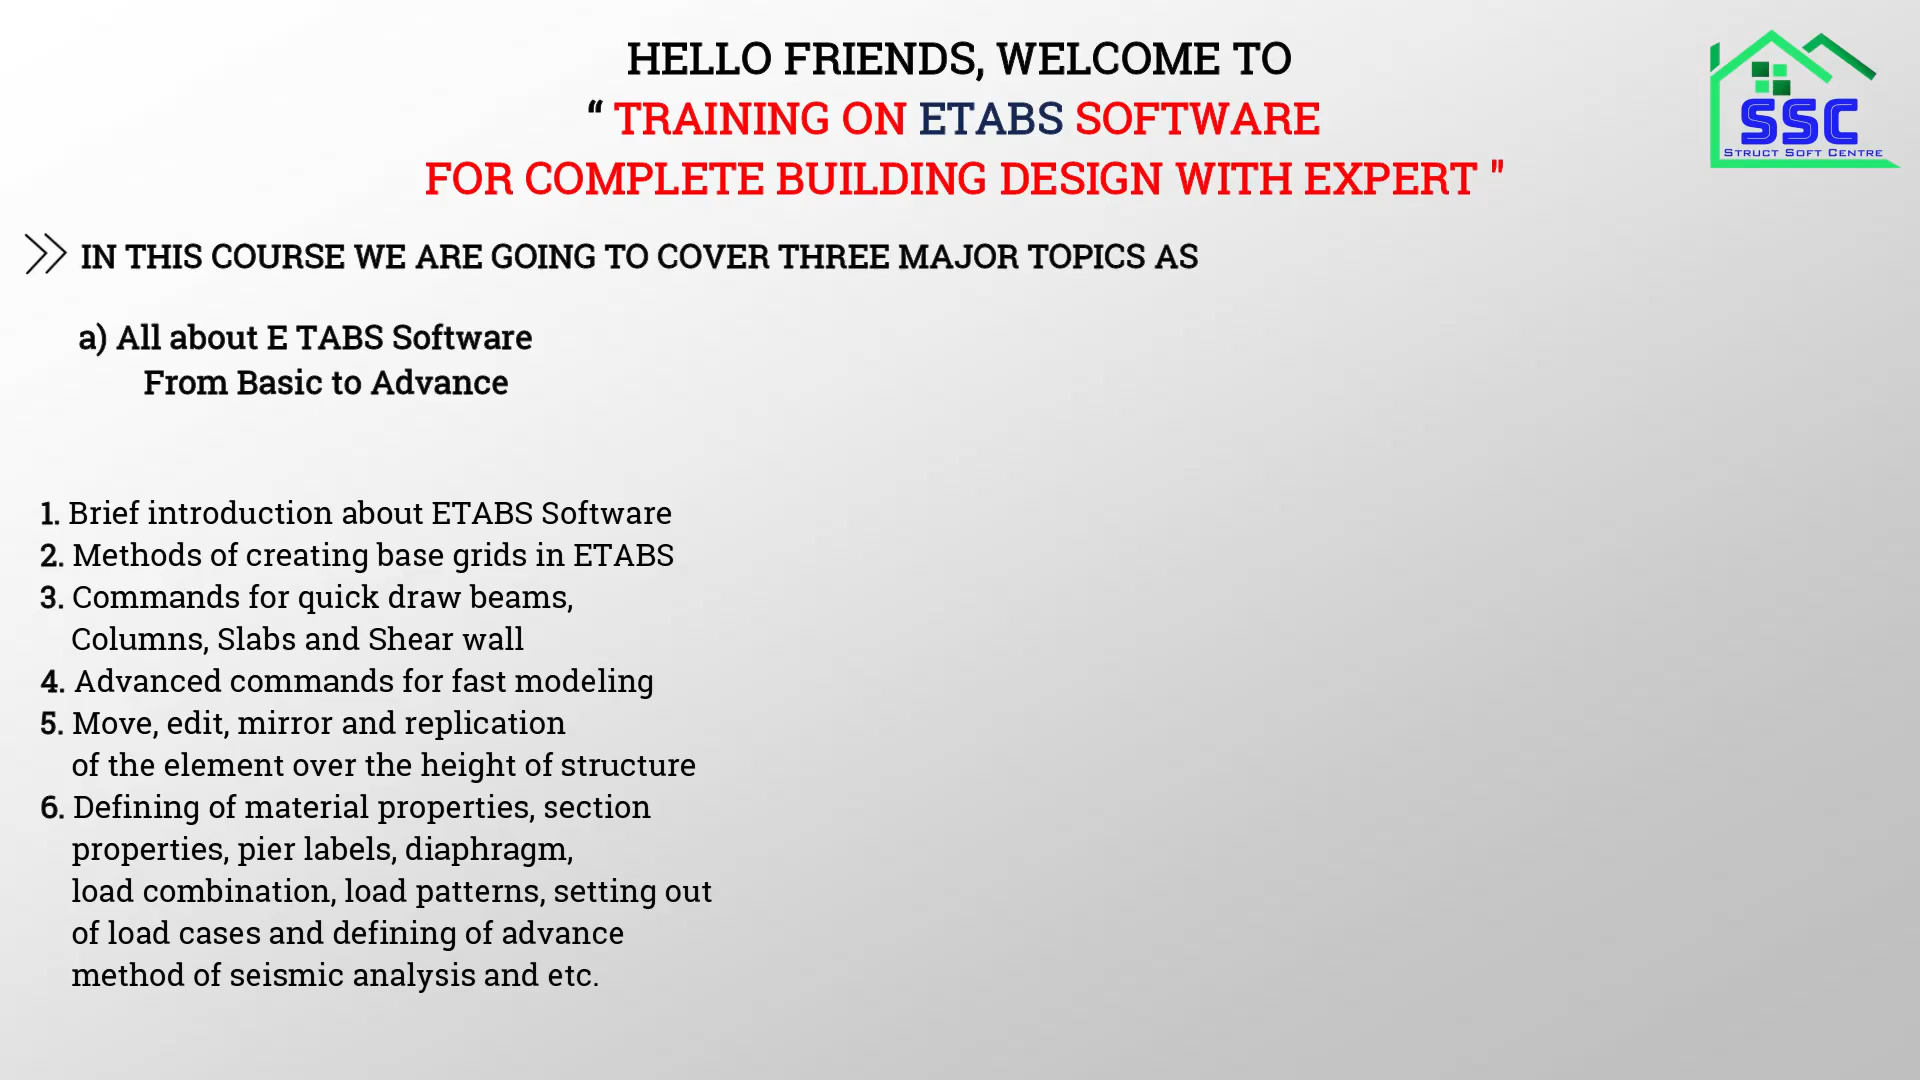 HELLO FRIENDS, WELCOME TO
“ TRAINING ON ETABS SOFTWARE
FOR COMPLETE BUILDING DESIGN WITH EXPERT "
SSC
STRUCT SOFT CENTRE
IN THIS COURSE WE ARE GOING TO COVER THREE MAJOR TOPICS AS
a) All about E TABS Software
From Basic to Advance
1. Brief introduction about ETABS Software
2. Methods of creating base grids in ETABS
3. Commands for quick draw beams,
Columns, Slabs and Shear wall
4. Advanced commands for fast modeling
5. Move, edit, mirror and replication
of the element over the height of structure
6. Defining of material properties, section
properties, pier labels, diaphragm,
load combination, load patterns, setting out
of load cases and defining of advance
method of seismic analysis and etc.